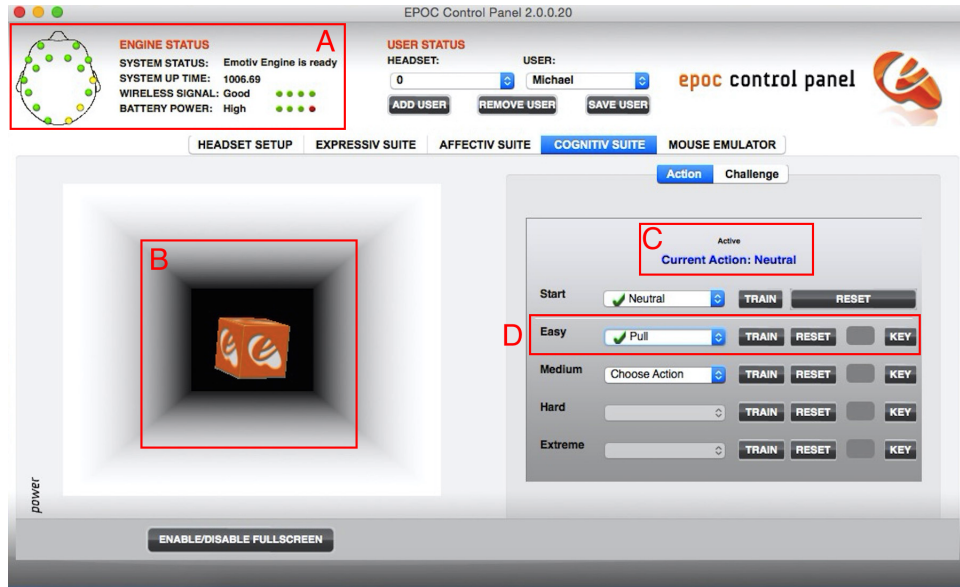 EPOC Control Panel 2.0.0.20
A
ENGINE STATUS
SYSTEM STATUS: Emotiv Engine is ready
SYSTEM UP TIME: 1006.69
WIRELESS SIGNAL: Good
BATTERY POWER: High
USER STATUS
HEADSET: USER:
0 Michael
ADD USER REMOVE USER SAVE USER
epoc control panel
HEADSET SETUP EXPRESSIV SUITE AFFECTIV SUITE COGNITIV SUITE MOUSE EMULATOR
Action Challenge
B
C
Active
Current Action: Neutral
Start Neutral TRAIN RESET
D
Easy Pull TRAIN RESET KEY
Medium Choose Action TRAIN RESET KEY
Hard TRAIN RESET KEY
Extreme TRAIN RESET KEY
power
ENABLE/DISABLE FULLSCREEN